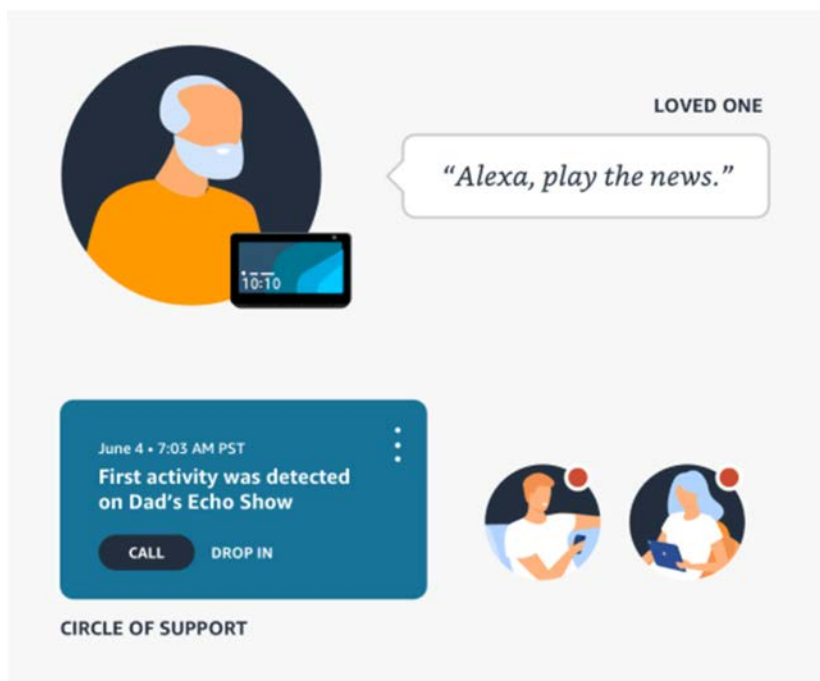 LOVED ONE
“Alexa, play the news.”
10:10
June 4 • 7:03 AM PST
First activity was detected
on Dad’s Echo Show
CALL DROP IN
CIRCLE OF SUPPORT